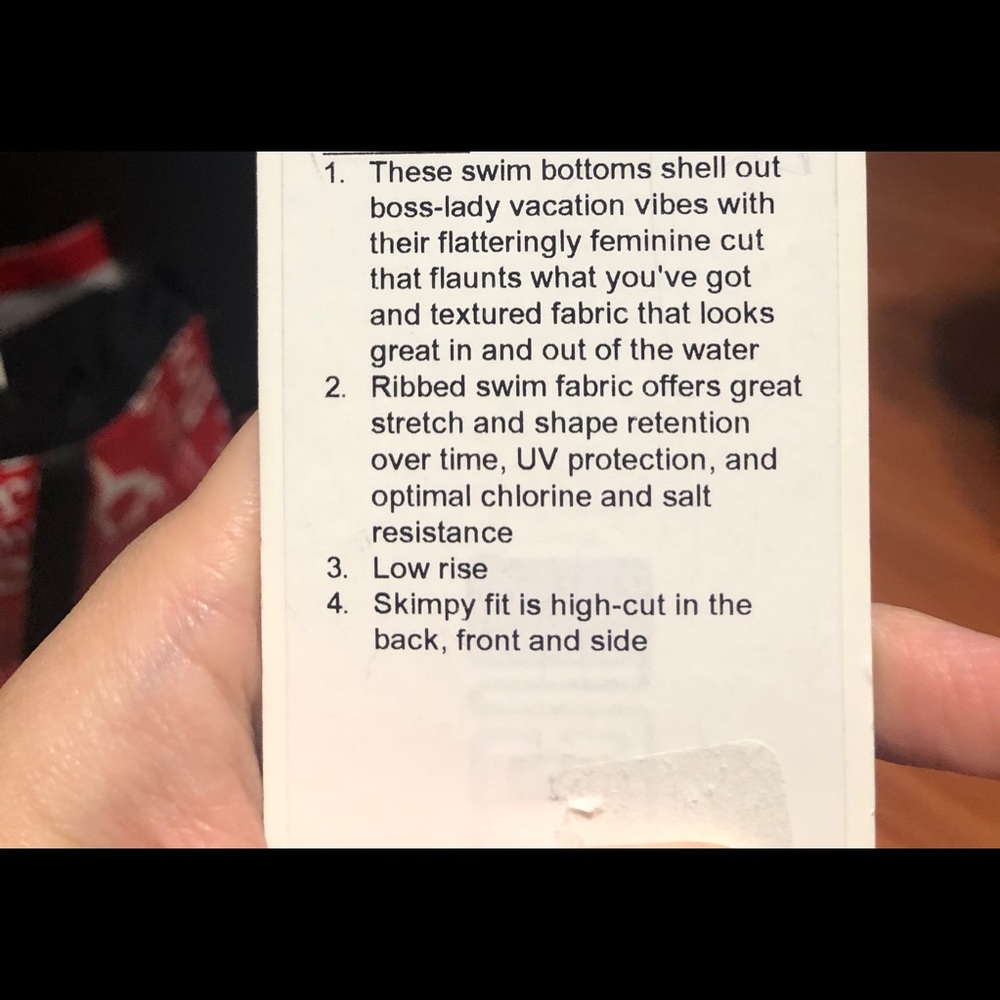 1. These swim bottoms shell out
boss-lady vacation vibes with
their flatteringly feminine cut
that flaunts what you've got
and textured fabric that looks
great in and out of the water
2. Ribbed swim fabric offers great
stretch and shape retention
over time, UV protection, and
optimal chlorine and salt
resistance
3. Low rise
4. Skimpy fit is high-cut in the
back, front and side